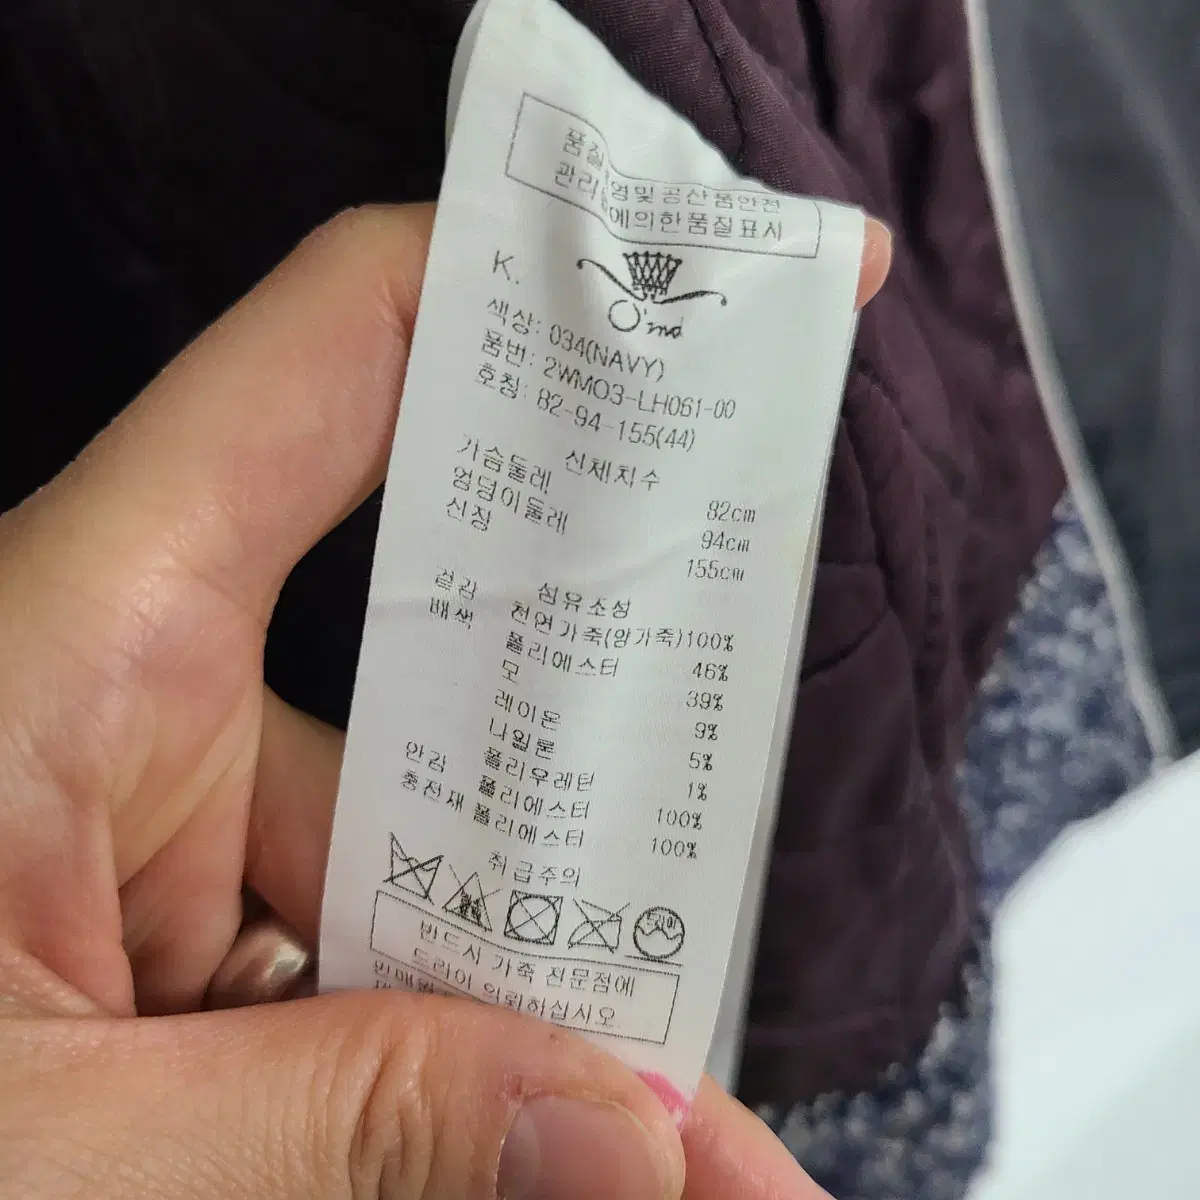 품질
관리
영및 공산품안전
에의한품질표시
K.
O'md
색상: 034(NAVY)
품번: 2WMO3-LH061-00
호칭: 82-94-155(44)
신체치수
가슴둘레 82cm
엉덩이둘레 94cm
신장 155cm
섬유조성
겉감 천연가죽(양가죽)100%
배색 폴리에스터 46%
모 39%
레이온 9%
나일론 5%
폴리우레턴 1%
안감 폴리에스터 100%
충전재 폴리에스터 100%
취급주의
드라이
반드시 가죽 전문점에
드라이 의뢰하십시오.